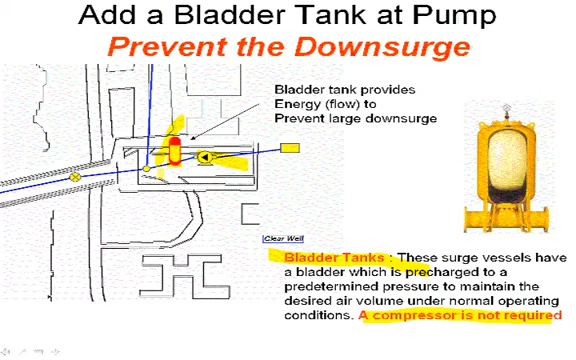 Add a Bladder Tank at Pump
Prevent the Downsurge
Bladder tank provides
Energy (flow) to
Prevent large downsurge
Clear Well
Bladder Tanks : These surge vessels have
a bladder which is precharged to a
predetermined pressure to maintain the
desired air volume under normal operating
conditions. A compressor is not required